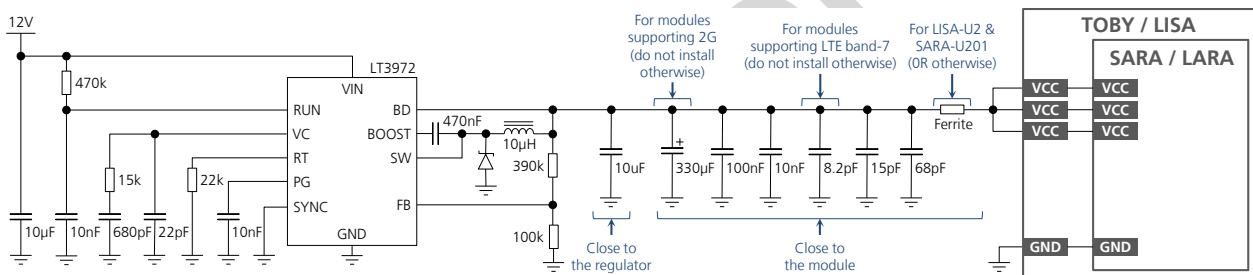 12V
470k
LT3972
VIN
RUN
VC
RT
PG
SYNC
GND
BD
BOOST
SW
FB
15k
22k
10µF
10nF
680pF
22pF
10nF
470nF
10µH
390k
100k
For modules
supporting 2G
(do not install
otherwise)
For modules
supporting LTE band-7
(do not install otherwise)
For LISA-U2 &
SARA-U201
(0R otherwise)
10uF
+
330µF
100nF
10nF
8.2pF
15pF
68pF
Ferrite
Close to
the regulator
Close to
the module
TOBY / LISA
SARA / LARA
VCC
VCC
VCC
VCC
VCC
VCC
GND
GND